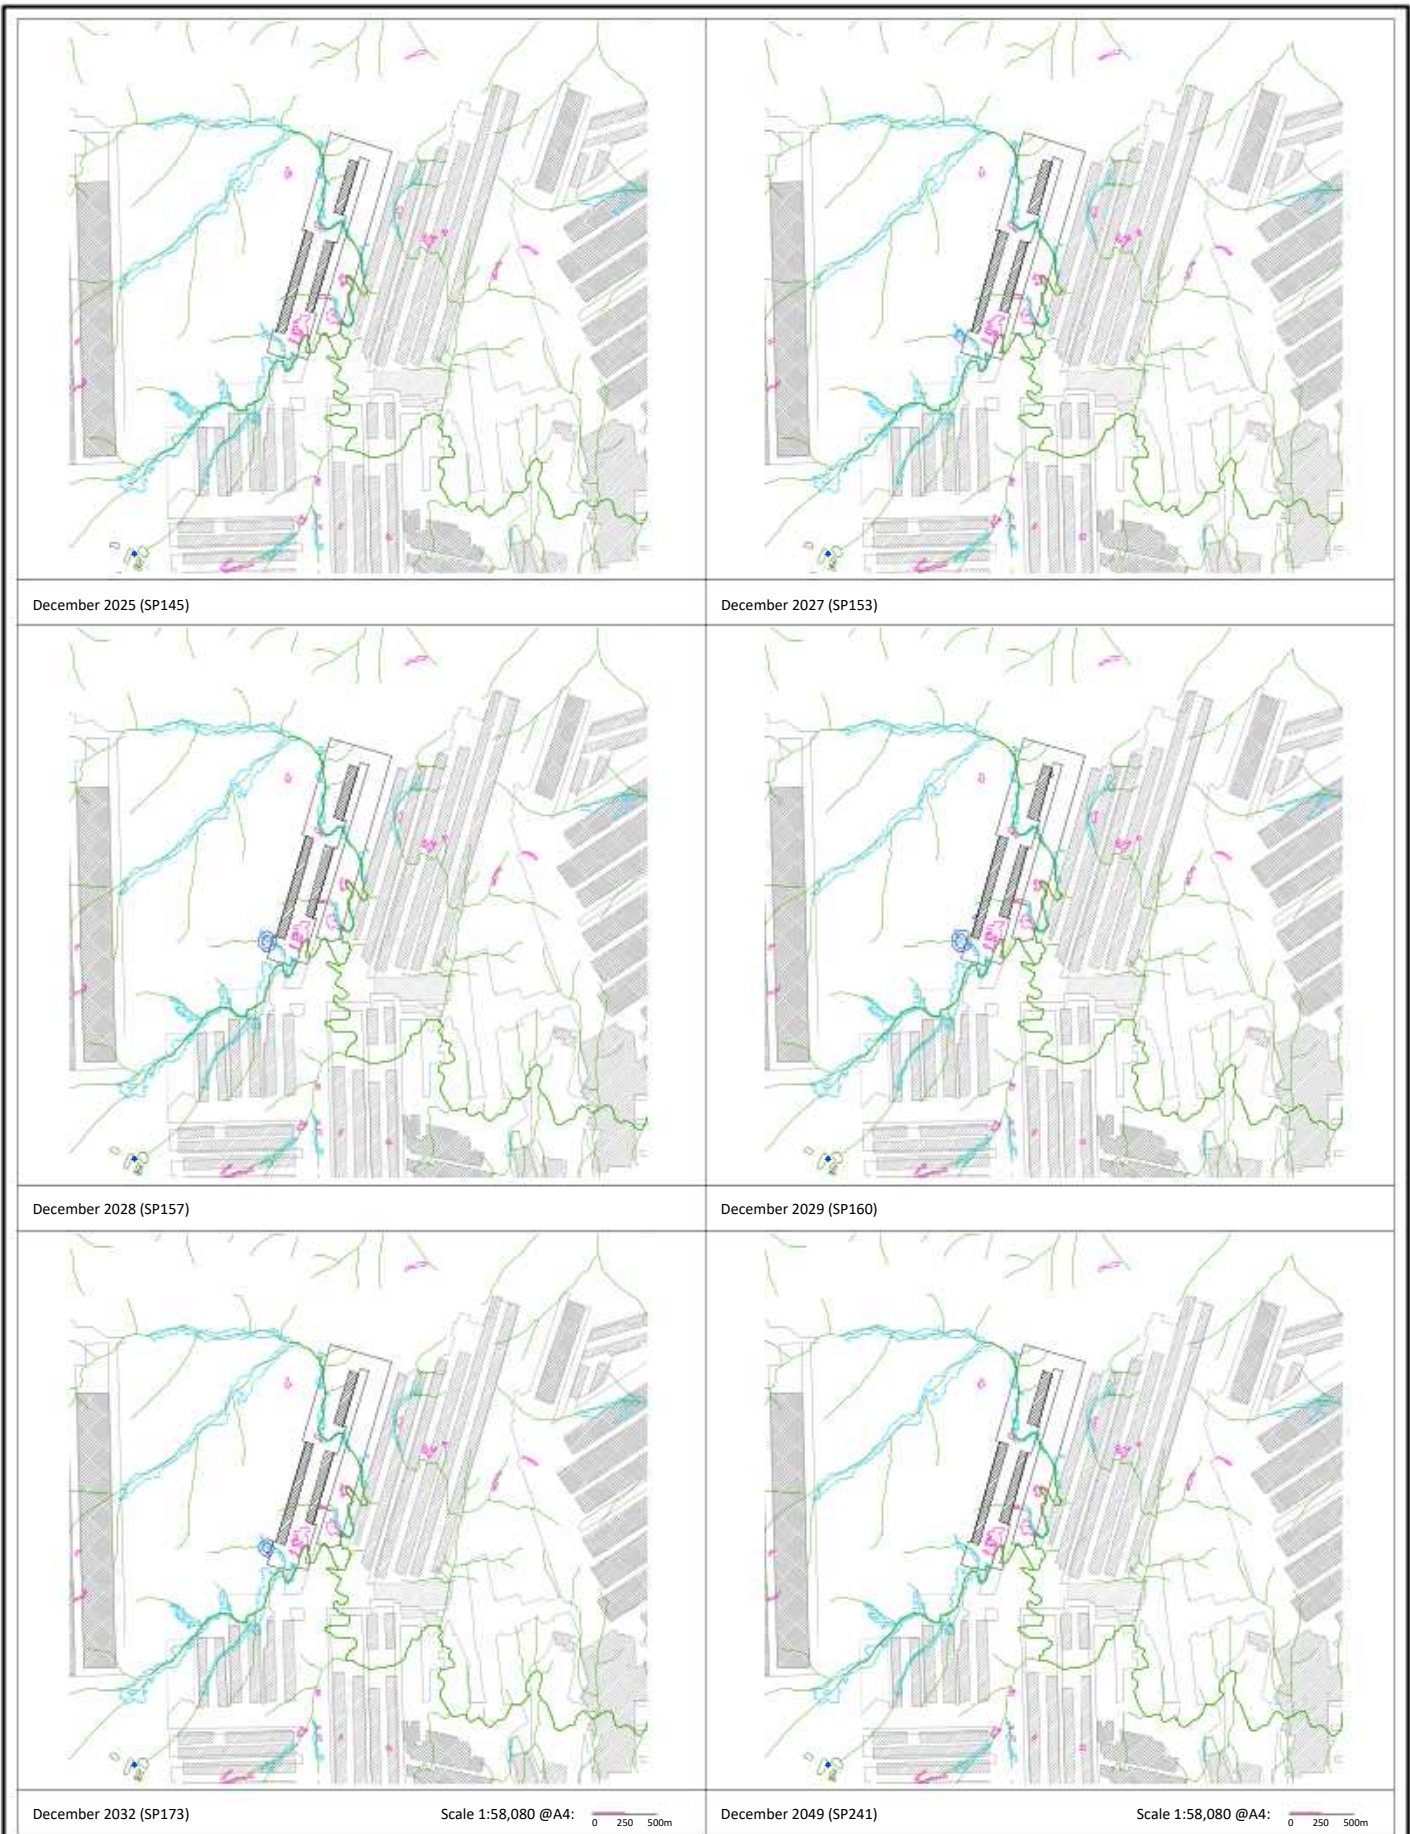 December 2025 (SP145)
December 2027 (SP153)
December 2028 (SP157)
December 2029 (SP160)
December 2032 (SP173)
Scale 1:58,080 @A4:
0 250 500m
December 2049 (SP241)
Scale 1:58,080 @A4:
0 250 500m